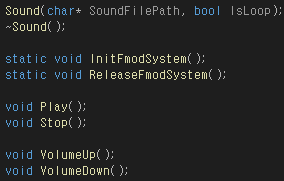 Sound(char* SoundFilePath, bool IsLoop);
~Sound();
static void InitFmodSystem();
static void ReleaseFmodSystem();
void Play();
void Stop();
void VolumeUp();
void VolumeDown();